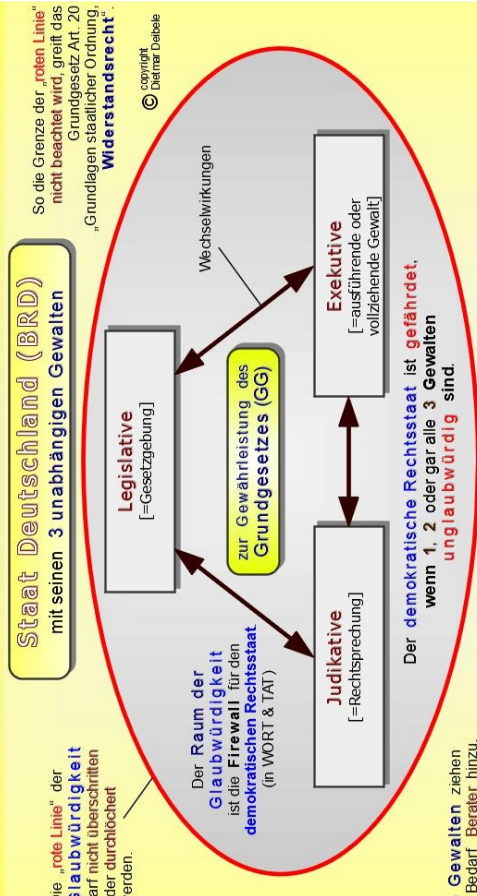 Staat Deutschland (BRD)
mit seinen 3 unabhängigen Gewalten
So die Grenze der „roten Linie“
nicht beachtet wird, greift das
Grundgesetz Art. 20
„Grundlagen staatlicher Ordnung,
Widerstandsrecht“.
© copyright
Dietmar Deibele
ie „rote Linie“ der
laubwürdigkeit
arf nicht überschritten
der durchlöchert
erden.
Legislative
[=Gesetzgebung]
Wechselwirkungen
Der Raum der
Glaubwürdigkeit
ist die Firewall für den
demokratischen Rechtsstaat
(in WORT & TAT)
zur Gewährleistung des
Grundgesetzes (GG)
Judikative
[=Rechtsprechung]
Exekutive
[=ausführende oder
vollziehende Gewalt]
Der demokratische Rechtsstaat ist gefährdet,
wenn 1, 2 oder gar alle 3 Gewalten
unglaubwürdig sind.
Gewalten ziehen
Bedarf Berater hinzu.